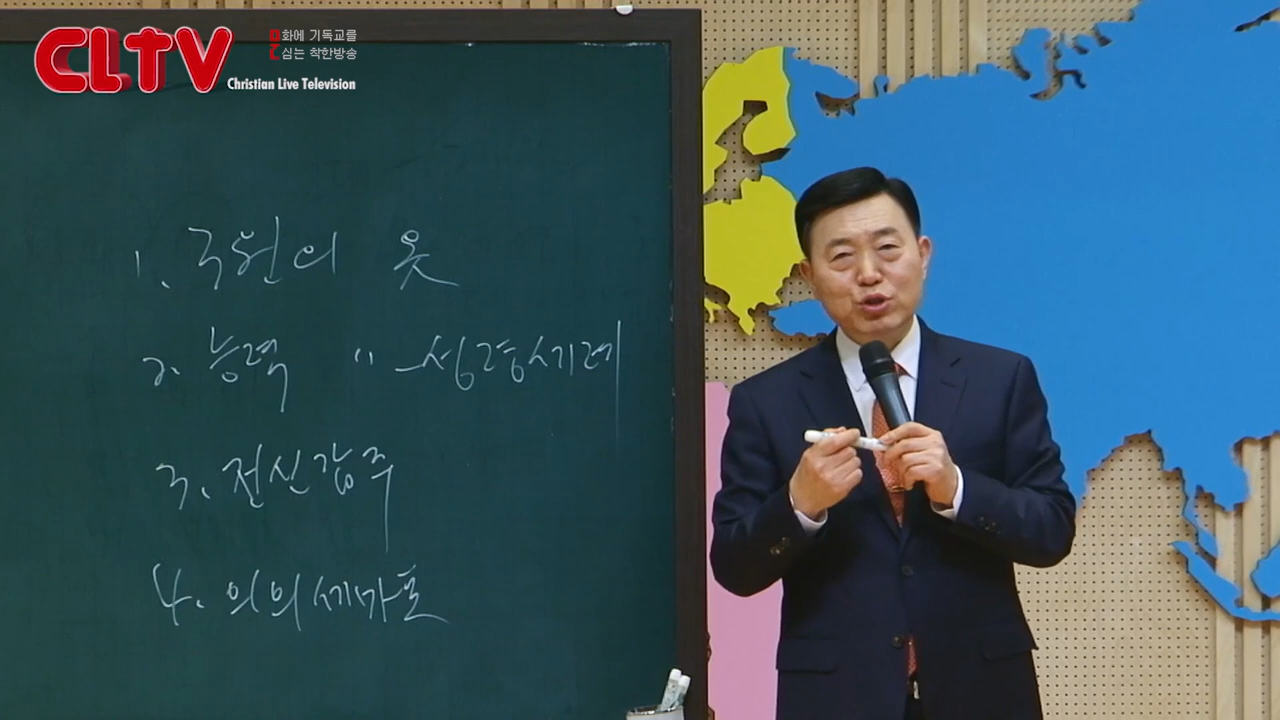 CLTV
문화에 기독교를
심는 착한방송
Christian Live Television
1. 구원의 옷
2. 능력 " - 성령세례
3. 전신갑주
4. 의의 세마포